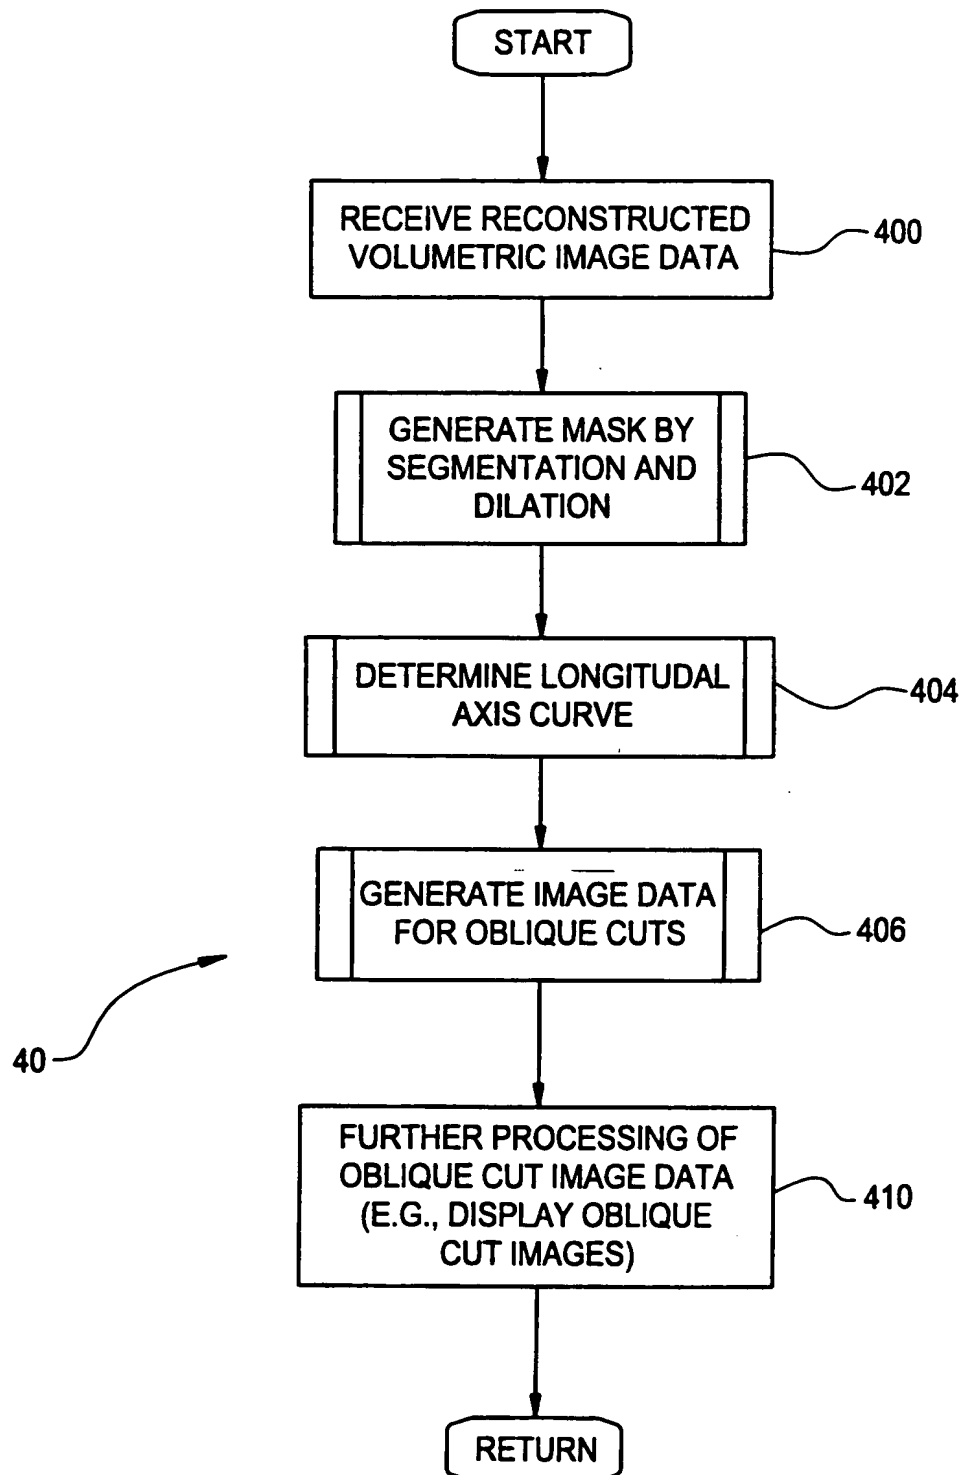 START
RECEIVE RECONSTRUCTED
VOLUMETRIC IMAGE DATA
400
GENERATE MASK BY
SEGMENTATION AND
DILATION
402
DETERMINE LONGITUDAL
AXIS CURVE
404
GENERATE IMAGE DATA
FOR OBLIQUE CUTS
406
40
FURTHER PROCESSING OF
OBLIQUE CUT IMAGE DATA
(E.G., DISPLAY OBLIQUE
CUT IMAGES)
410
RETURN